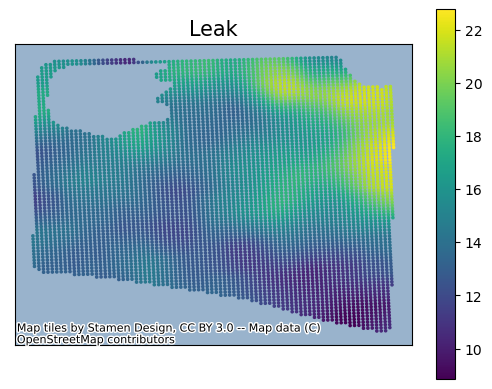 Leak
22
20
18
16
14
12
10
Map tiles by Stamen Design, CC BY 3.0 -- Map data (C)
OpenStreetMap contributors